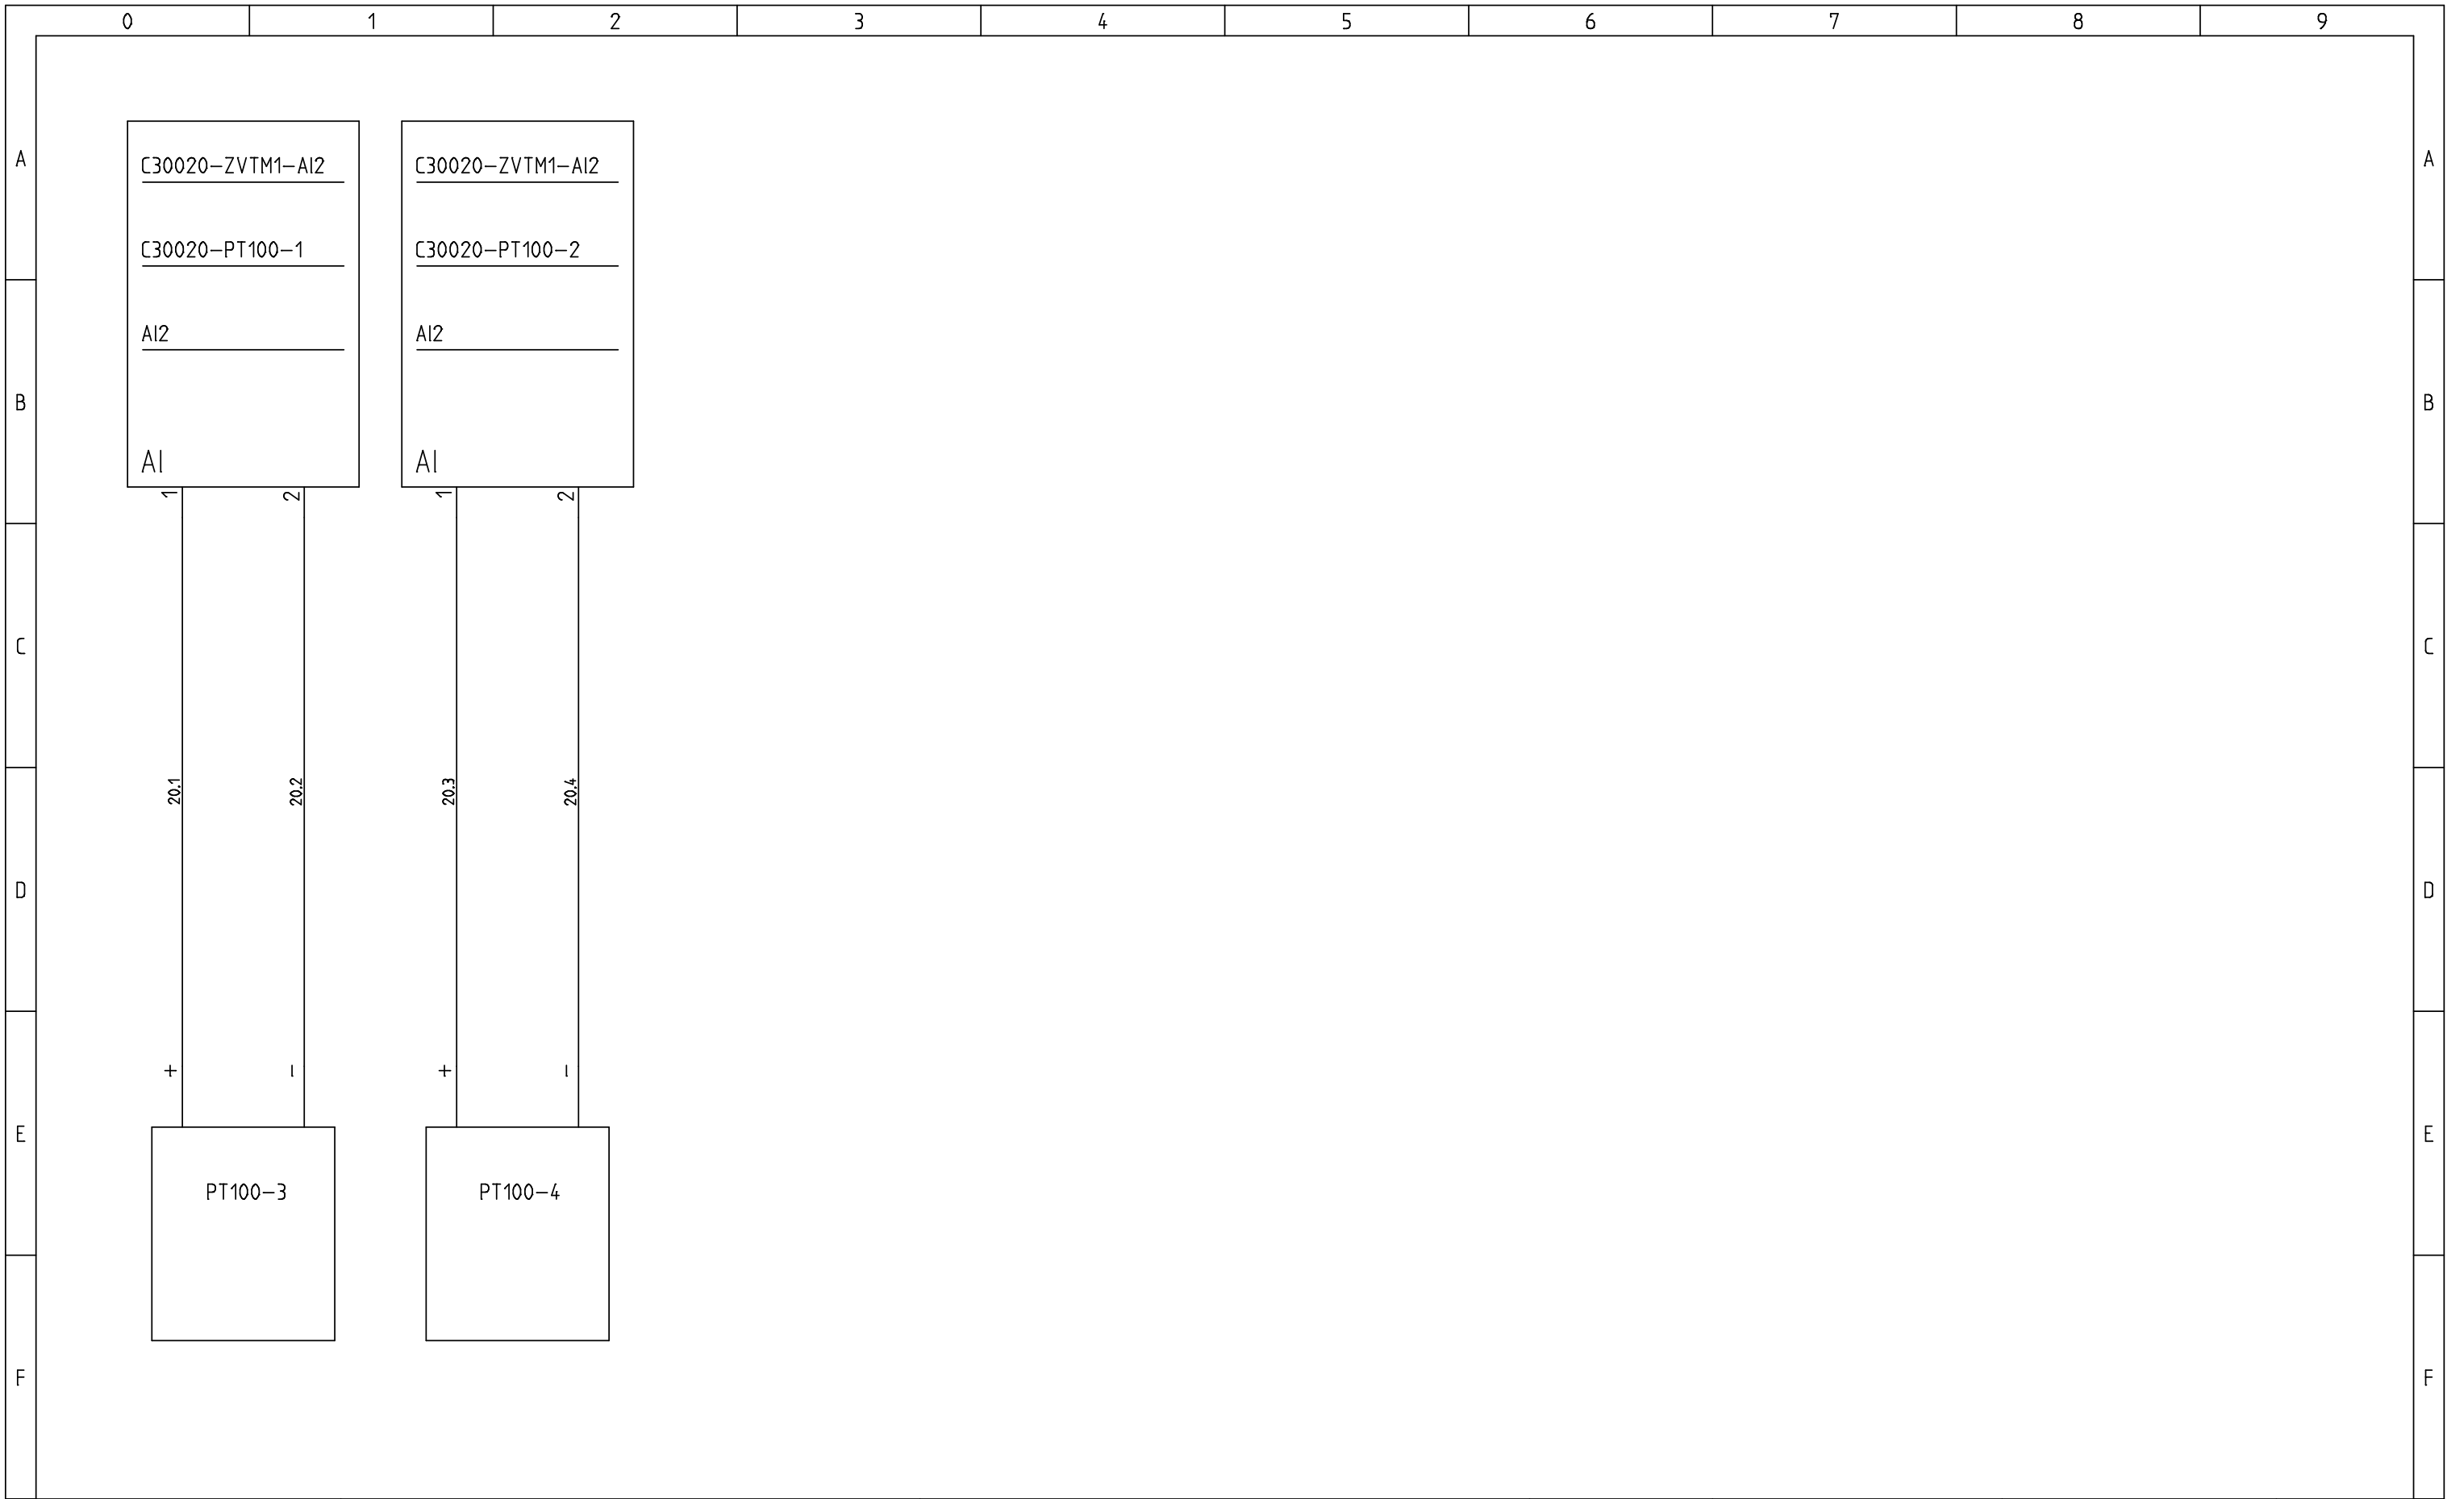 0 1 2 3 4 5 6 7 8 9
A A
C30020-ZVTM1-AI2 C30020-ZVTM1-AI2
C30020-PT100-1 C30020-PT100-2
AI2 AI2
B B
AI AI
1 2 1 2
C C
20.1 20.2 20.3 20.4
D D
+ - + -
E E
PT100-3 PT100-4
F F